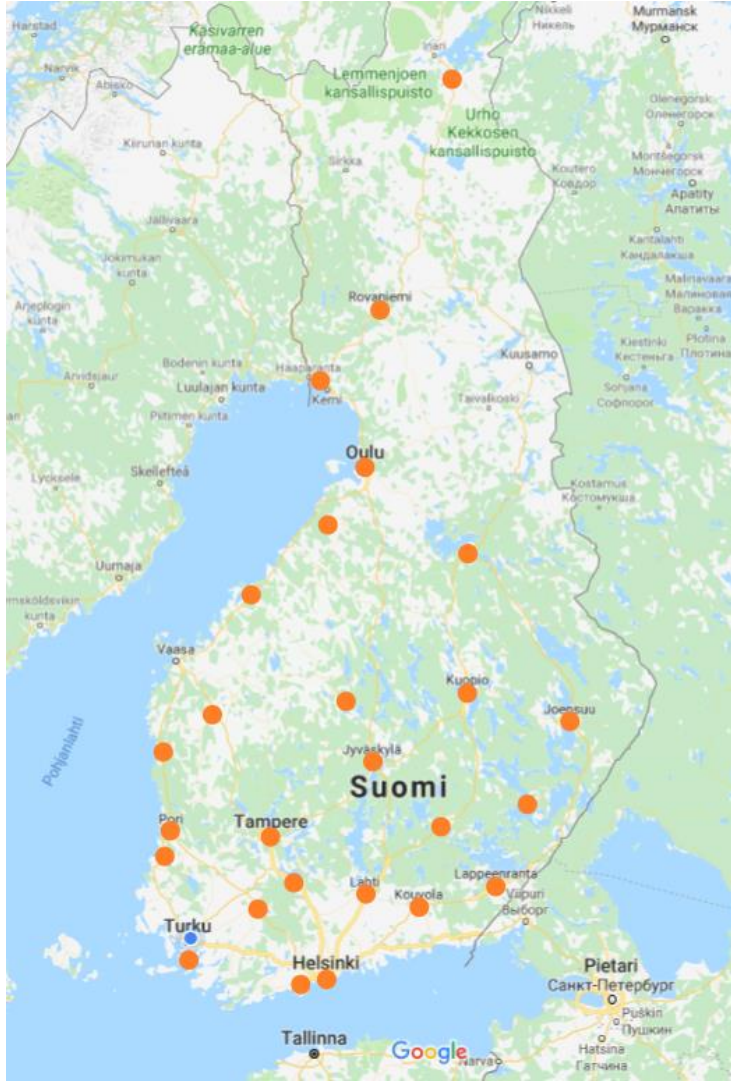 Harstad
Nikkeli
Никель
Murmansk
Мурманск
Käsivarren
erämaa-alue
Narvik
Abisko
Inari
Lemmenjoen
kansallispuisto
Urho
Kekkosen
kansallispuisto
Olenegorsk
Оленегорск
Kiirunan kunta
Sirkka
Koutero
Ковдор
Montšegorsk
Мончегорск
Apatity
Апатиты
Jällivaara
Kantalahti
Кандалакша
Jokimukan
kunta
Malinavaara
Малиновая
Варакка
Arjeplogin
kunta
Rovaniemi
Kiestinki
Кестеньга
Plotina
Плотина
Kuusamo
Bodenin kunta
Haaparanta
Arvidsjaur
Luulajan kunta
Kemi
Sohjana
Софпорог
Piitimen kunta
Taivalkoski
Oulu
Skellefteå
Lycksele
Kostamus
Костомукша
Uumaja
kunta
Vaasa
Kuopio
Joensuu
Pohjanlahti
Jyväskylä
Suomi
Pori
Tampere
Lahti
Lappeenranta
Kouvola
Viipuri
Выборг
Turku
Helsinki
Pietari
Санкт-Петербург
Puškin
Пушкин
Tallinna
Google
Narva
Hatsina
Гатчина